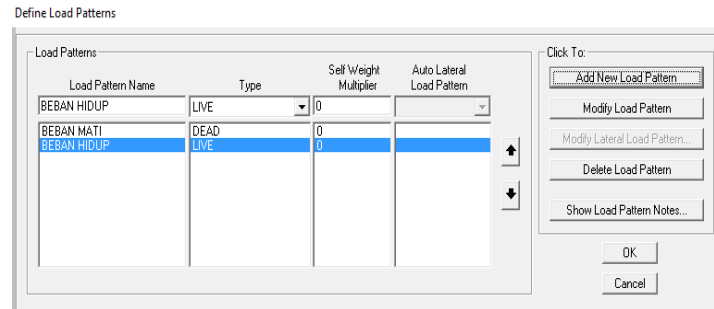 Define Load Patterns
Load Patterns
Load Pattern Name
Type
Self Weight
Multiplier
Auto Lateral
Load Pattern
BEBAN HIDUP LIVE 0
BEBAN MATI DEAD 0
BEBAN HIDUP LIVE 0
Click To:
Add New Load Pattern
Modify Load Pattern
Modify Lateral Load Pattern...
Delete Load Pattern
Show Load Pattern Notes...
OK
Cancel